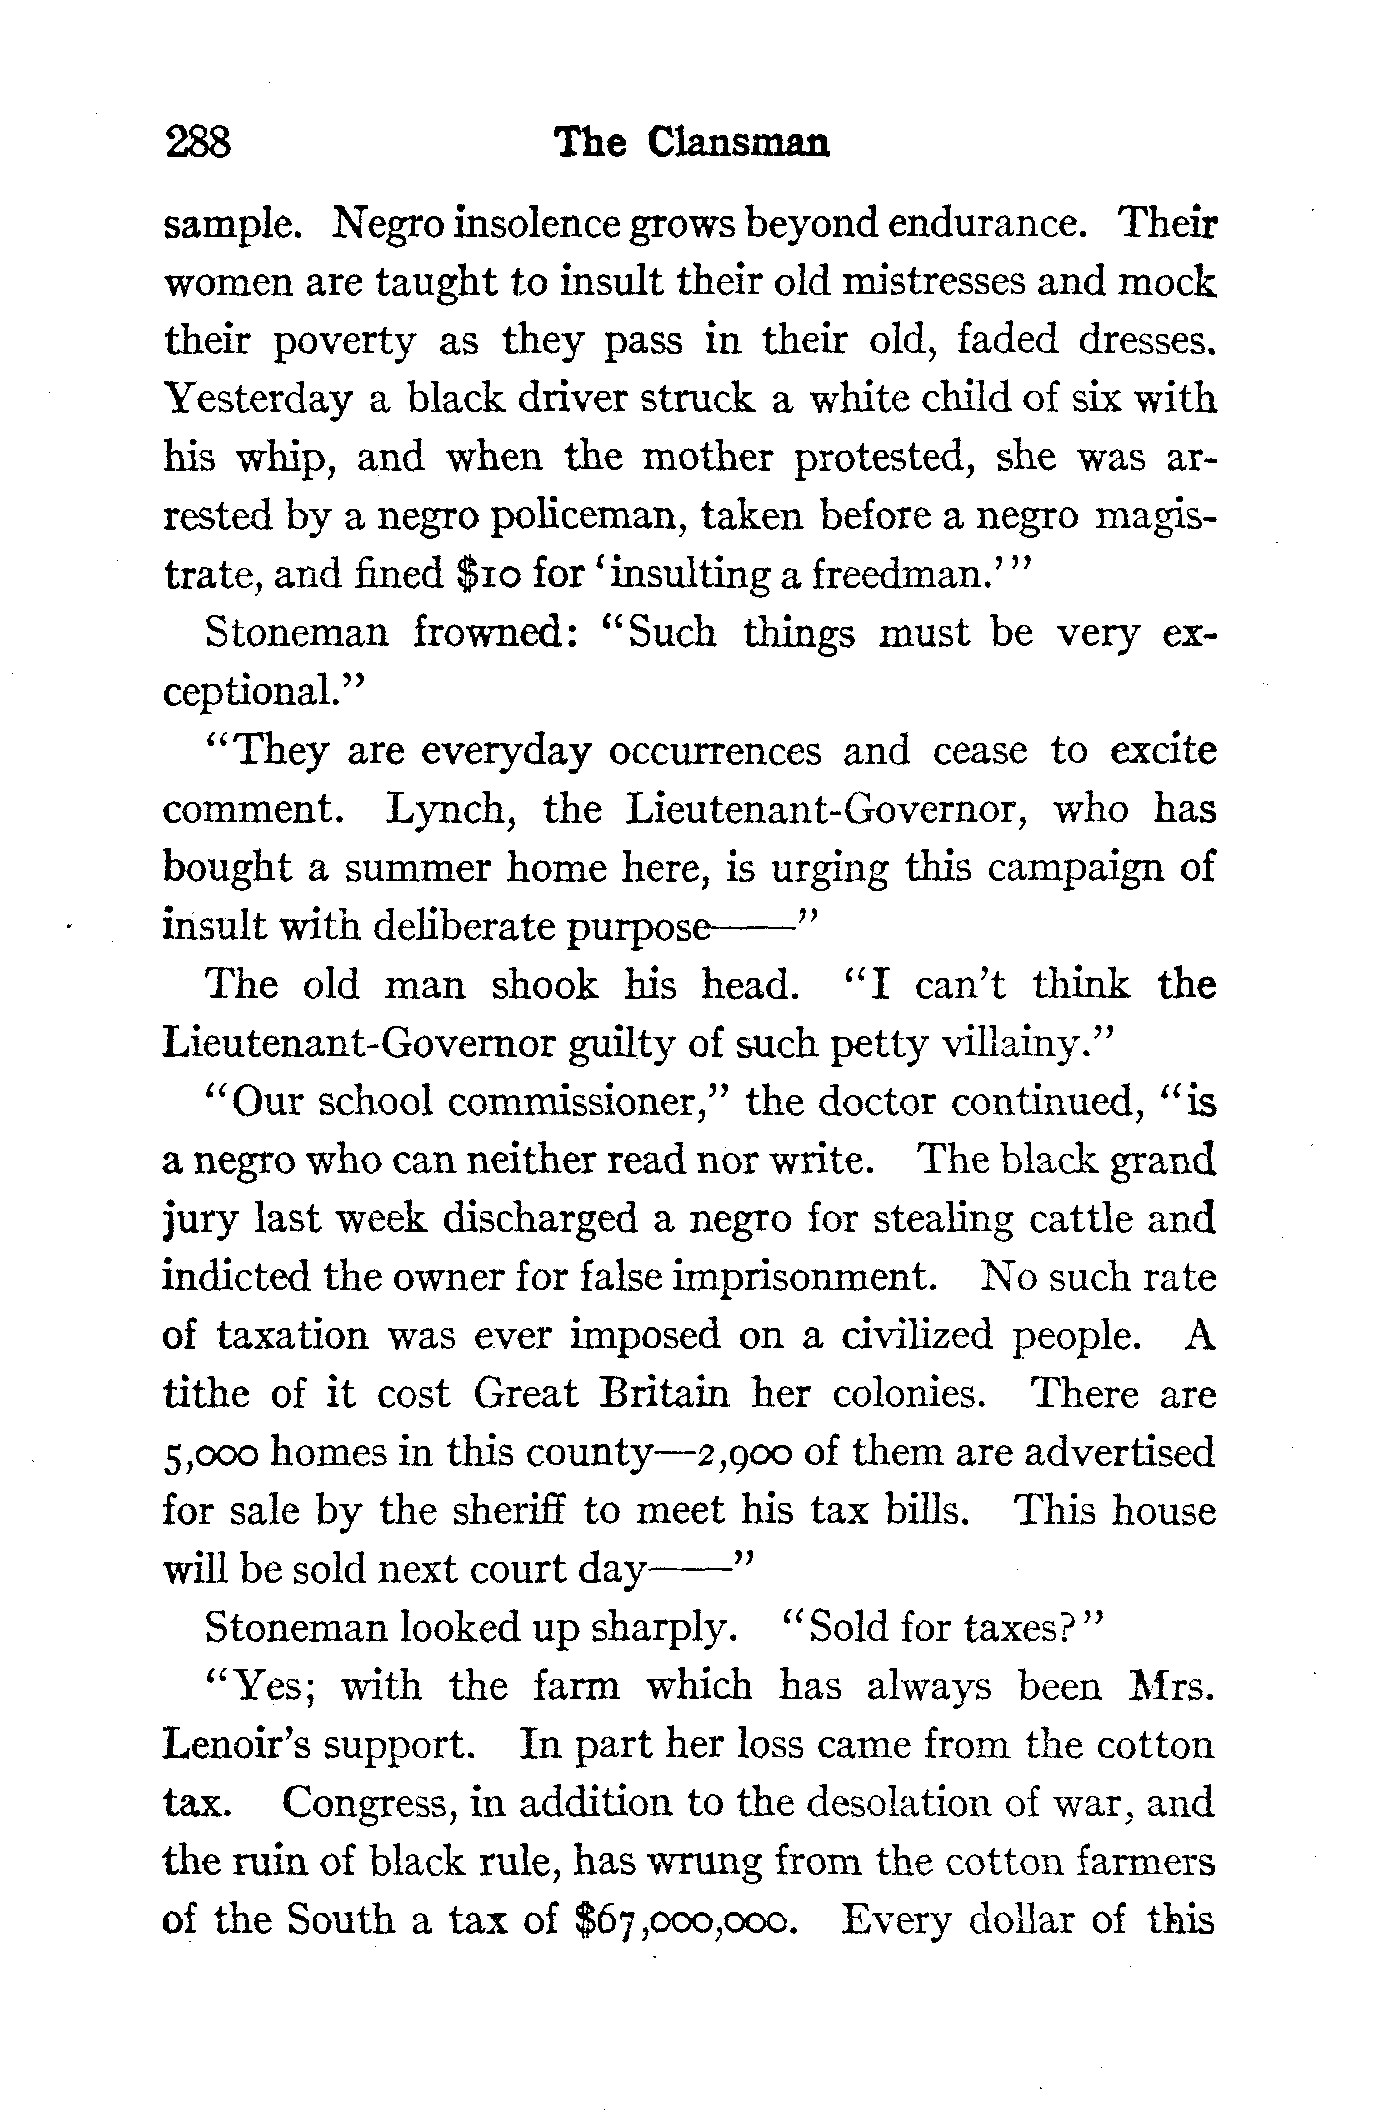 288 The Clansman
sample. Negro insolence grows beyond endurance. Their
women are taught to insult their old mistresses and mock
their poverty as they pass in their old, faded dresses.
Yesterday a black driver struck a white child of six with
his whip, and when the mother protested, she was ar-
rested by a negro policeman, taken before a negro magis-
trate, and fined $10 for ‘insulting a freedman.’”
Stoneman frowned: “Such things must be very ex-
ceptional.”
“They are everyday occurrences and cease to excite
comment. Lynch, the Lieutenant-Governor, who has
bought a summer home here, is urging this campaign of
insult with deliberate purpose——”
The old man shook his head. “I can’t think the
Lieutenant-Governor guilty of such petty villainy.”
“Our school commissioner,” the doctor continued, “is
a negro who can neither read nor write. The black grand
jury last week discharged a negro for stealing cattle and
indicted the owner for false imprisonment. No such rate
of taxation was ever imposed on a civilized people. A
tithe of it cost Great Britain her colonies. There are
5,000 homes in this county—2,900 of them are advertised
for sale by the sheriff to meet his tax bills. This house
will be sold next court day——”
Stoneman looked up sharply. “Sold for taxes?”
“Yes; with the farm which has always been Mrs.
Lenoir’s support. In part her loss came from the cotton
tax. Congress, in addition to the desolation of war, and
the ruin of black rule, has wrung from the cotton farmers
of the South a tax of $67,000,000. Every dollar of this